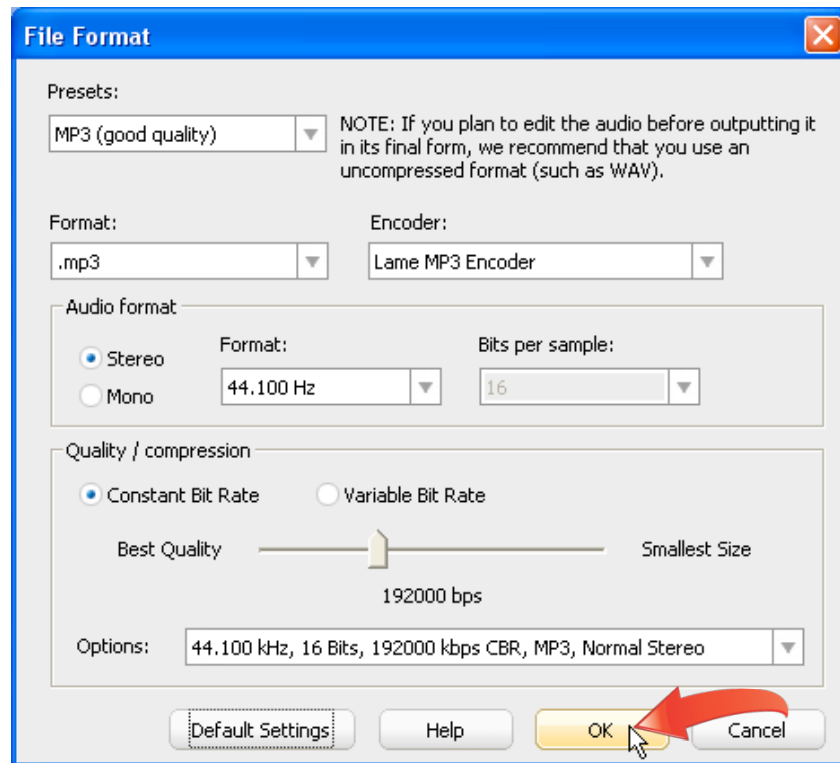 File Format
Presets:
MP3 (good quality)
NOTE: If you plan to edit the audio before outputting it
in its final form, we recommend that you use an
uncompressed format (such as WAV).
Format:
Encoder:
.mp3
Lame MP3 Encoder
Audio format
Stereo
Mono
Format:
44.100 Hz
Bits per sample:
16
Quality / compression
Constant Bit Rate
Variable Bit Rate
Best Quality
Smallest Size
192000 bps
Options:
44.100 kHz, 16 Bits, 192000 kbps CBR, MP3, Normal Stereo
Default Settings
Help
OK
Cancel